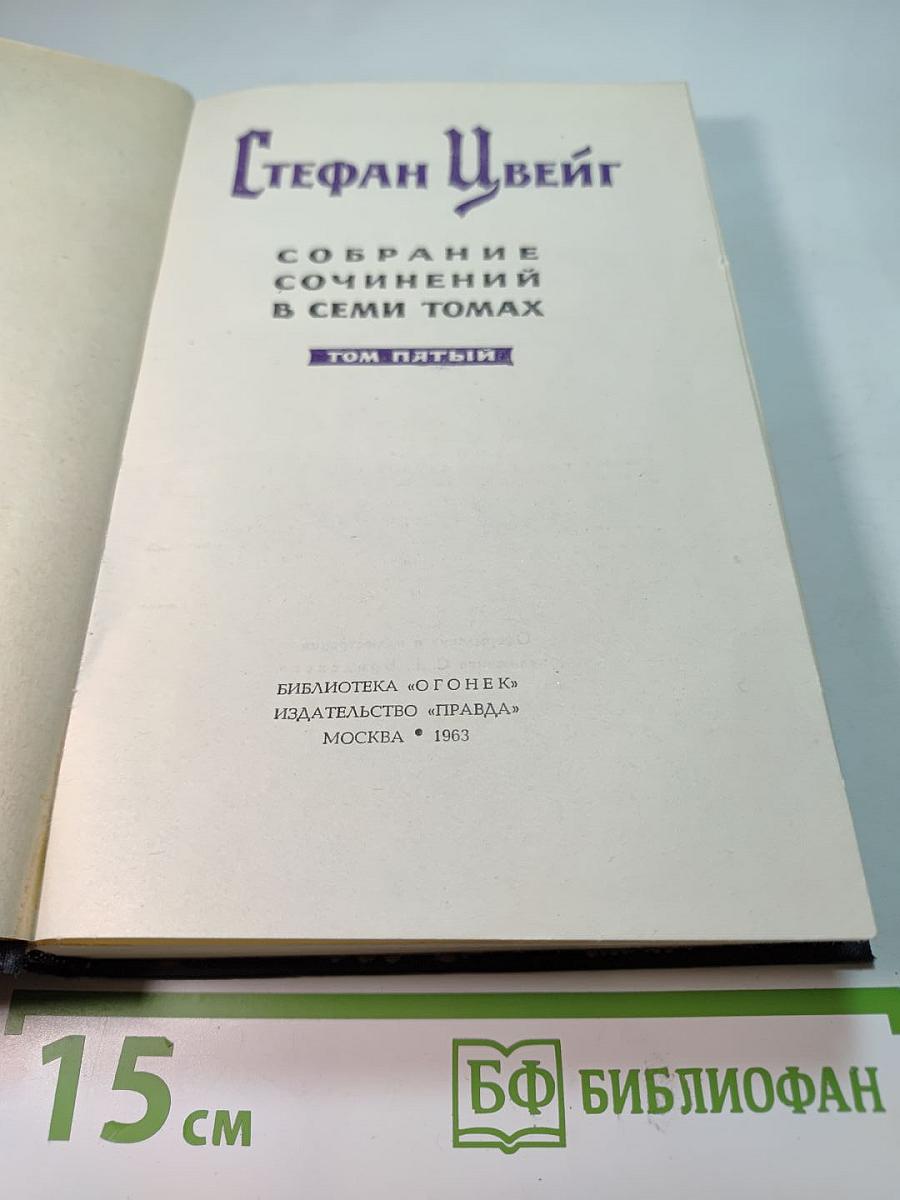 Стефан Цвейг
СОБРАНИЕ
СОЧИНЕНИЙ
В СЕМИ ТОМАХ
ТОМ ПЯТЫЙ
БИБЛИОТЕКА «ОГОНЕК»
ИЗДАТЕЛЬСТВО «ПРАВДА»
МОСКВА • 1963
15 см
БФ БИБЛИОФАН